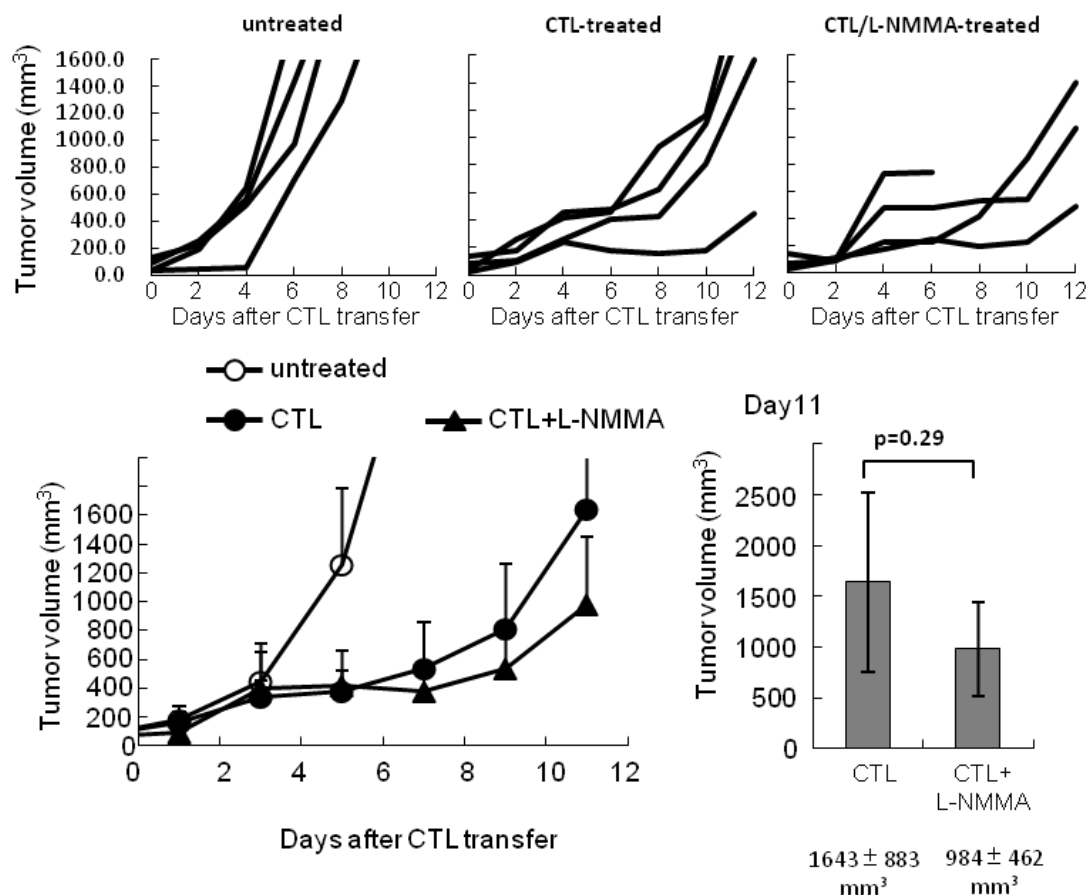 untreated
CTL-treated
CTL/L-NMMA-treated
Tumor volume (mm³)
1600.0
1400.0
1200.0
1000.0
800.0
600.0
400.0
200.0
0.0
0 2 4 6 8 10 12
0 2 4 6 8 10 12
0 2 4 6 8 10 12
Days after CTL transfer
Days after CTL transfer
Days after CTL transfer
untreated
CTL
CTL+L-NMMA
Tumor volume (mm³)
1600
1400
1200
1000
800
600
400
200
0
0 2 4 6 8 10 12
Days after CTL transfer
Day11
p=0.29
Tumor volume (mm³)
2500
2000
1500
1000
500
0
CTL
CTL+
L-NMMA
1643 ± 883
mm³
984 ± 462
mm³